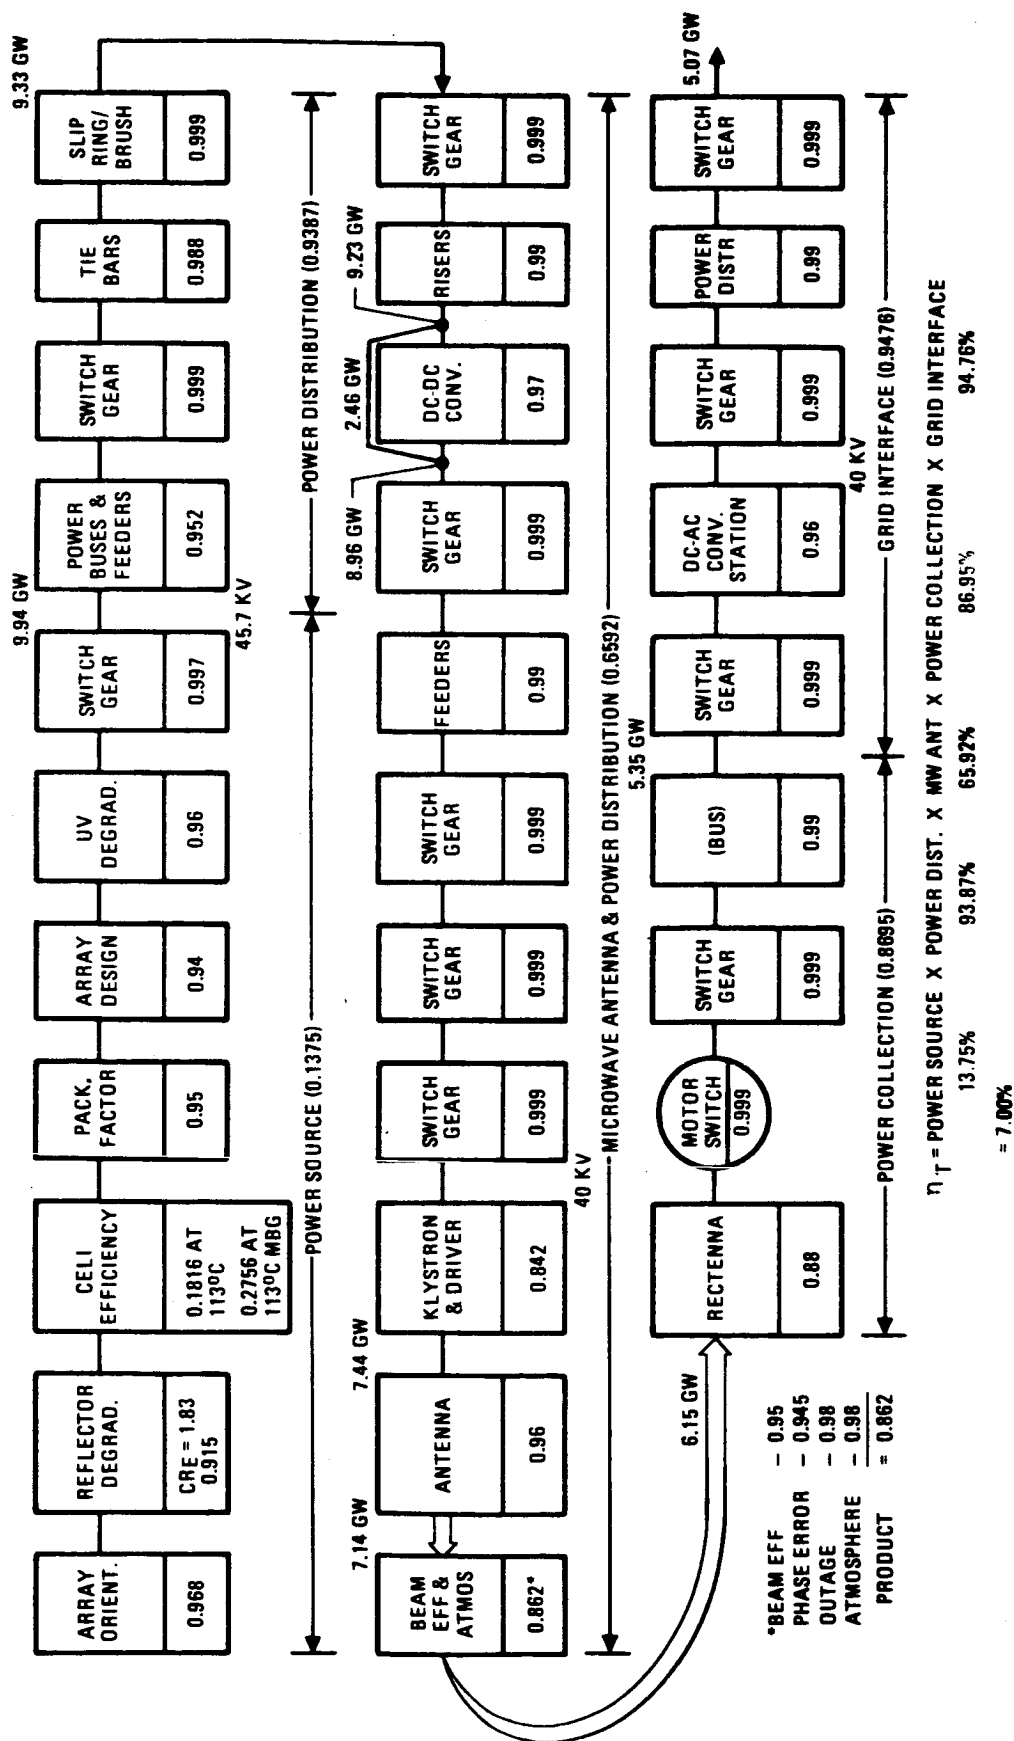 ARRAY
ORIENT.
0.968
REFLECTOR
DEGRAD.
CRE = 1.83
0.915
CELI
EFFICIENCY
0.1816 AT
113ºC
0.2756 AT
113ºC MBG
PACK.
FACTOR
0.95
ARRAY
DESIGN
0.94
UV
DEGRAD.
0.96
SWITCH
GEAR
0.997
9.94 GW
45.7 KV
POWER
BUSES &
FEEDERS
0.952
SWITCH
GEAR
0.999
TIE
BARS
0.988
SLIP
RING/
BRUSH
0.999
9.33 GW
POWER SOURCE (0.1375)
POWER DISTRIBUTION (0.9387)
7.14 GW
BEAM
EFF &
ATMOS
0.862*
ANTENNA
0.96
7.44 GW
KLYSTRON
& DRIVER
0.842
40 KV
SWITCH
GEAR
0.999
SWITCH
GEAR
0.999
SWITCH
GEAR
0.999
FEEDERS
0.99
SWITCH
GEAR
0.999
8.96 GW
2.46 GW
DC-DC
CONV.
0.97
9.23 GW
RISERS
0.99
SWITCH
GEAR
0.999
MICROWAVE ANTENNA & POWER DISTRIBUTION (0.6592)
6.15 GW
RECTENNA
0.88
MOTOR
SWITCH
0.999
SWITCH
GEAR
0.999
(BUS)
0.99
5.35 GW
SWITCH
GEAR
0.999
DC-AC
CONV.
STATION
0.96
40 KV
SWITCH
GEAR
0.999
POWER
DISTR
0.99
SWITCH
GEAR
0.999
5.07 GW
POWER COLLECTION (0.8695)
GRID INTERFACE (0.9476)
*BEAM EFF – 0.95
PHASE ERROR – 0.945
OUTAGE – 0.98
ATMOSPHERE – 0.98
PRODUCT = 0.862
ηT = POWER SOURCE X POWER DIST. X MW ANT X POWER COLLECTION X GRID INTERFACE
13.75% 93.87% 65.92% 86.95% 94.76%
= 7.00%